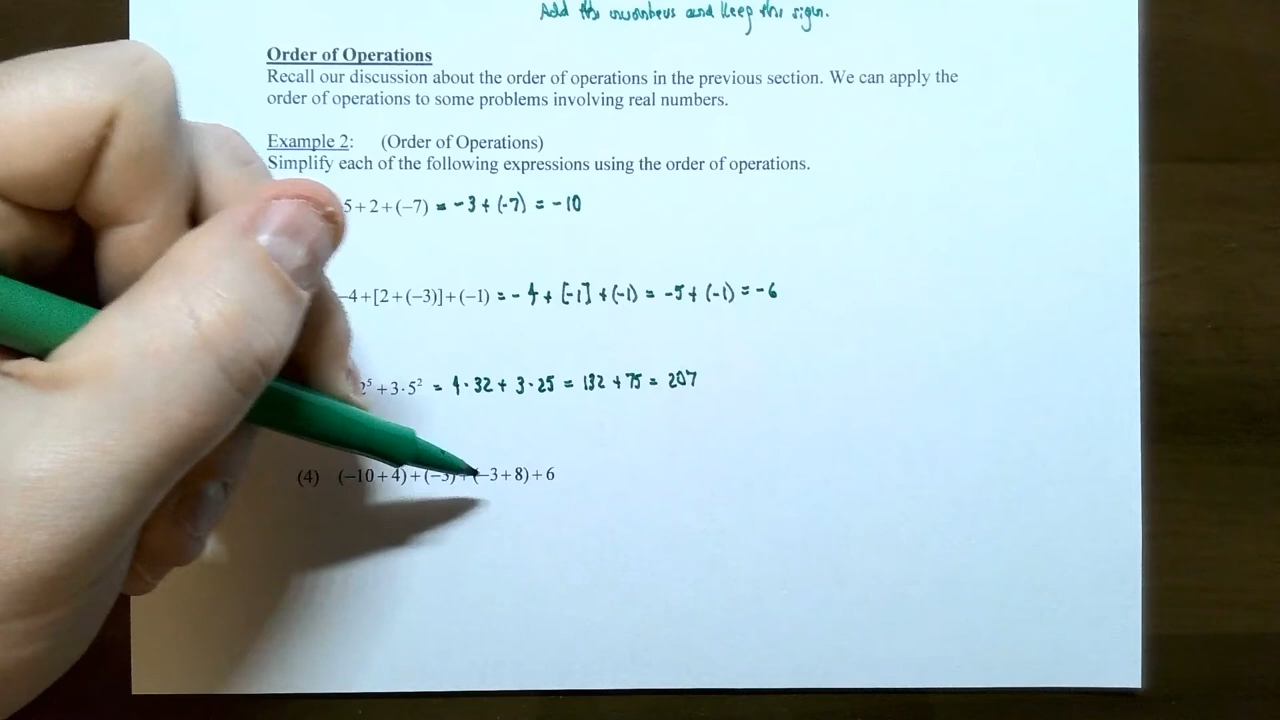 Add the numbers and keep the sign.
Order of Operations
Recall our discussion about the order of operations in the previous section. We can apply the
order of operations to some problems involving real numbers.
Example 2: (Order of Operations)
Simplify each of the following expressions using the order of operations.
5+2+(−7) = -3 + (-7) = -10
−4+[2+(−3)]+(−1) = -4 + [-1] + (-1) = -5 + (-1) = -6
2⁵+3·5² = 4·32 + 3·25 = 132 + 75 = 207
(4) (−10+4)+(−3)+(−3+8)+6